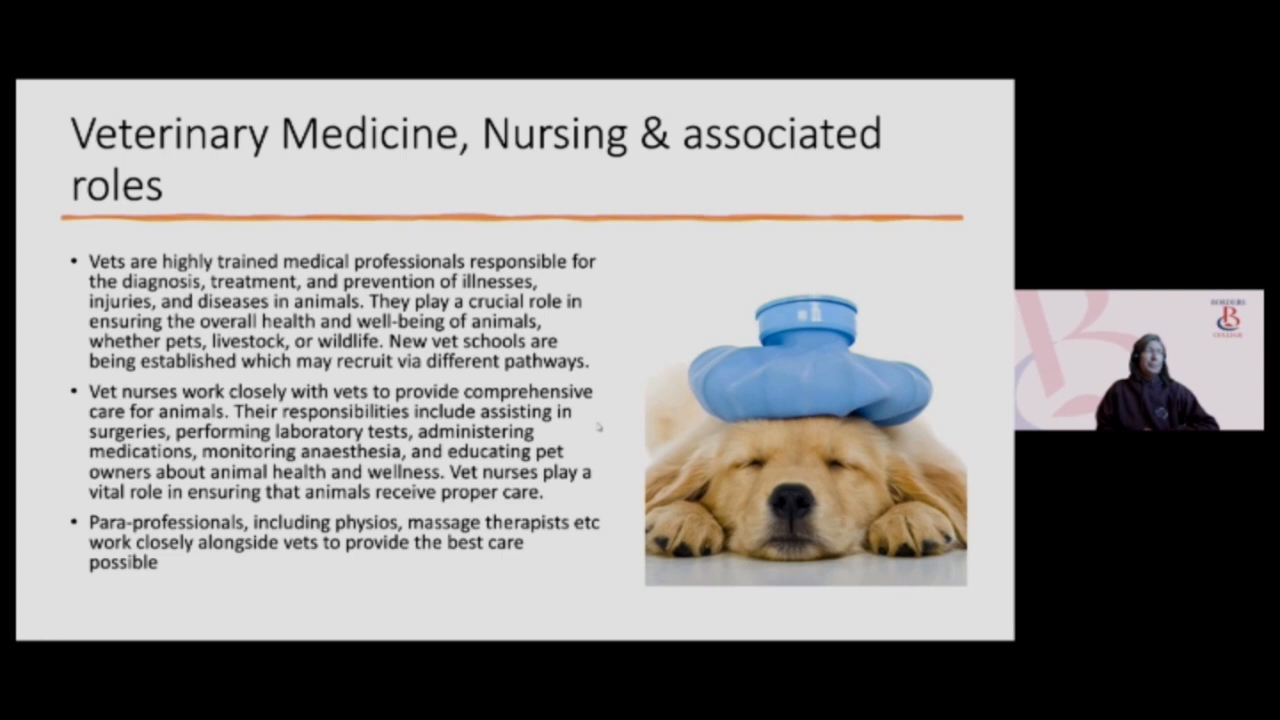 Veterinary Medicine, Nursing & associated
roles
• Vets are highly trained medical professionals responsible for
the diagnosis, treatment, and prevention of illnesses,
injuries, and diseases in animals. They play a crucial role in
ensuring the overall health and well-being of animals,
whether pets, livestock, or wildlife. New vet schools are
being established which may recruit via different pathways.
• Vet nurses work closely with vets to provide comprehensive
care for animals. Their responsibilities include assisting in
surgeries, performing laboratory tests, administering
medications, monitoring anaesthesia, and educating pet
owners about animal health and wellness. Vet nurses play a
vital role in ensuring that animals receive proper care.
• Para-professionals, including physios, massage therapists etc
work closely alongside vets to provide the best care
possible
BORDERS
B
COLLEGE